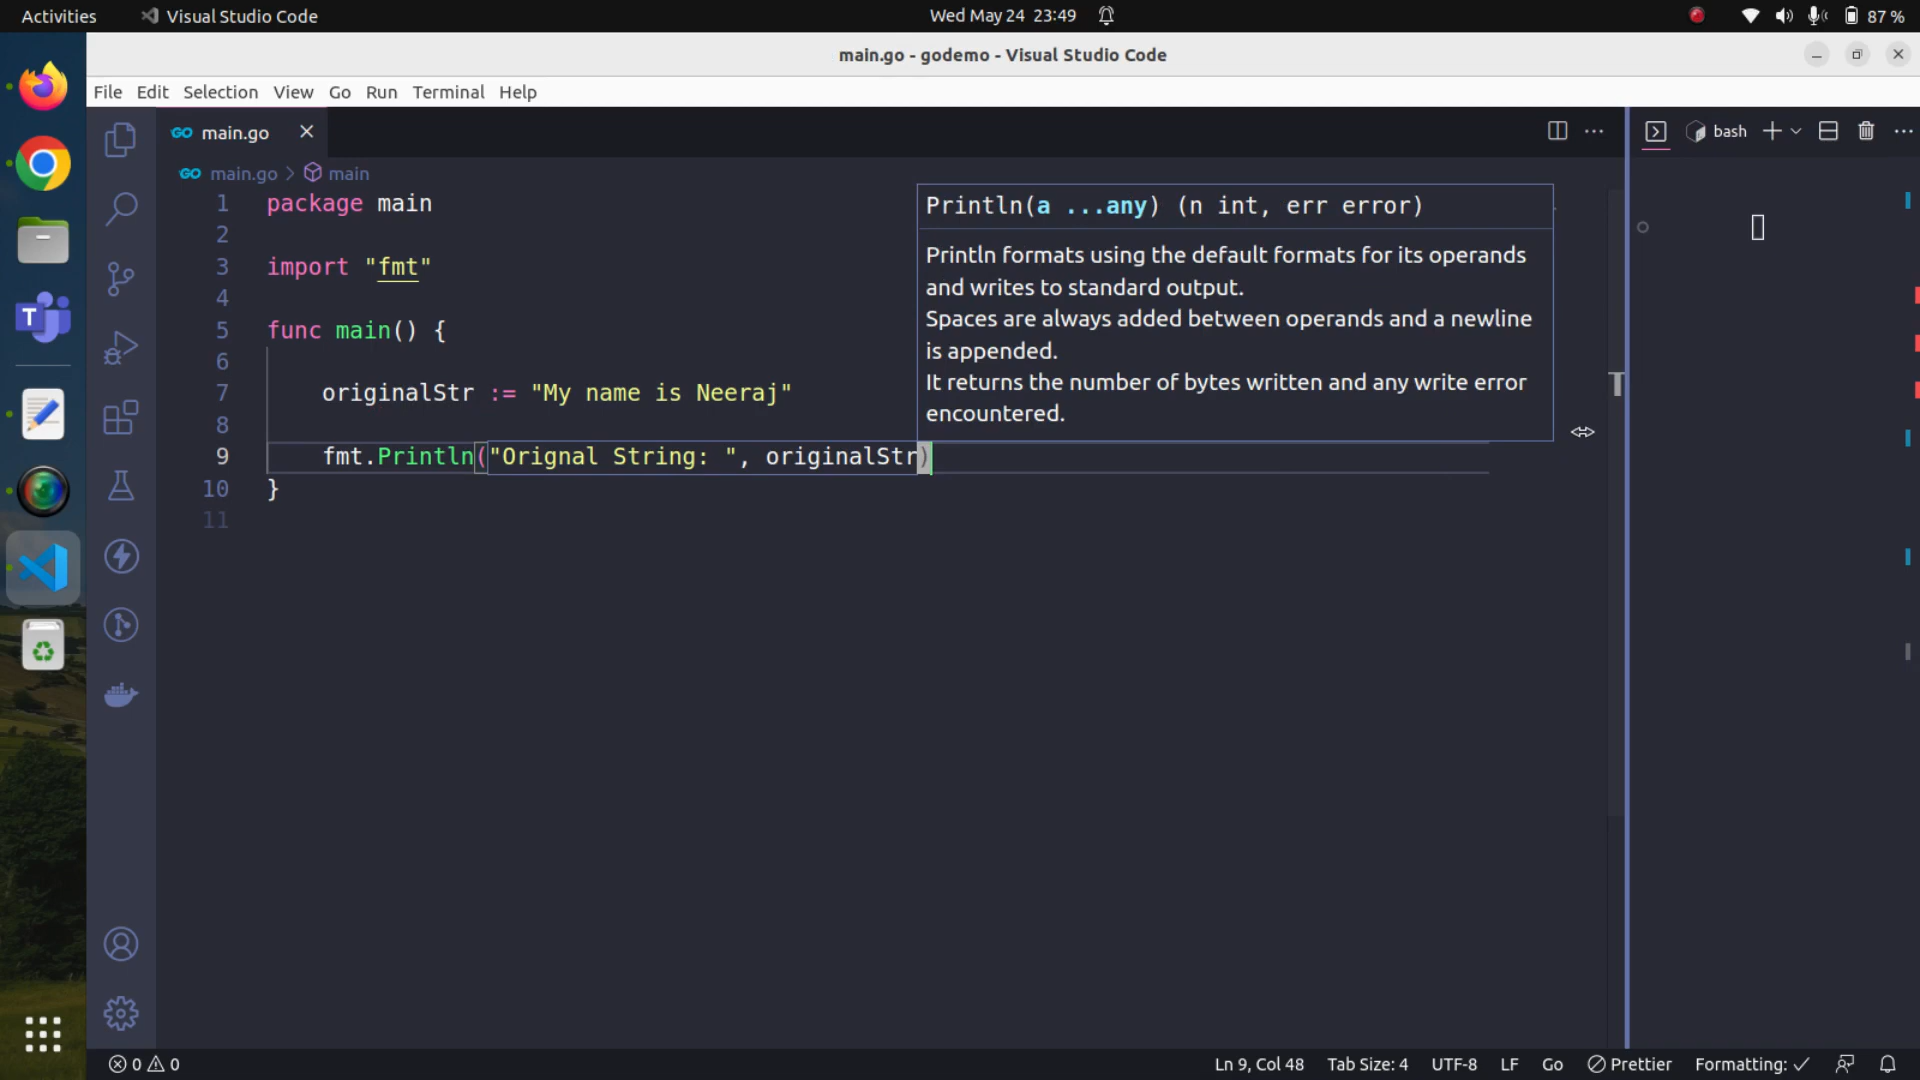 Activities Visual Studio Code Wed May 24 23:49 87 %
main.go - godemo - Visual Studio Code
File Edit Selection View Go Run Terminal Help
GO main.go bash
GO main.go > main
1 package main
2
3 import "fmt"
4
5 func main() {
6
7 originalStr := "My name is Neeraj"
8
9 fmt.Println("Orignal String: ", originalStr)
10 }
11
Println(a ...any) (n int, err error)
Println formats using the default formats for its operands
and writes to standard output.
Spaces are always added between operands and a newline
is appended.
It returns the number of bytes written and any write error
encountered.
0 0 Ln 9, Col 48 Tab Size: 4 UTF-8 LF Go Prettier Formatting: ✓